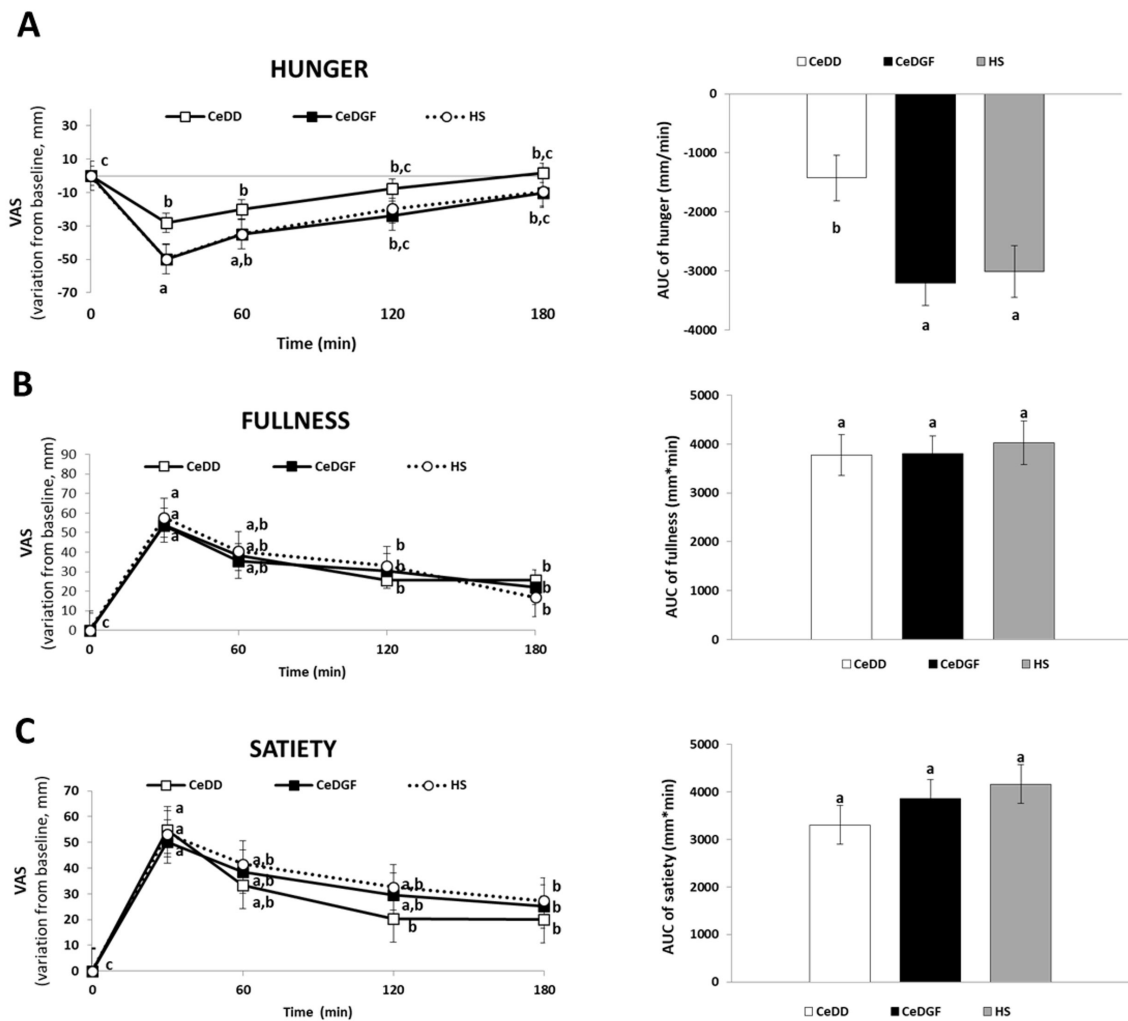 A
HUNGER
CeDD CeDGF HS
VAS
(variation from baseline, mm)
30
10
-10
-30
-50
-70
c
b
b
b,c
b,c
a
a,b
b,c
b,c
0 60 120 180
Time (min)
CeDD CeDGF HS
AUC of hunger (mm/min)
0
-1000
-2000
-3000
-4000
b
a
a
B
FULLNESS
CeDD CeDGF HS
VAS
(variation from baseline, mm)
90
80
70
60
50
40
30
20
10
0
c
a
a
a
a,b
a,b
a,b
b
b
b
b
b
b
0 60 120 180
Time (min)
AUC of fullness (mm*min)
5000
4000
3000
2000
1000
0
a
a
a
CeDD CeDGF HS
C
SATIETY
CeDD CeDGF HS
VAS
(variation from baseline, mm)
70
60
50
40
30
20
10
0
c
a
a
a
a,b
a,b
a,b
a,b
a,b
b
b
b
b
0 60 120 180
Time (min)
AUC of satiety (mm*min)
5000
4000
3000
2000
1000
0
a
a
a
CeDD CeDGF HS